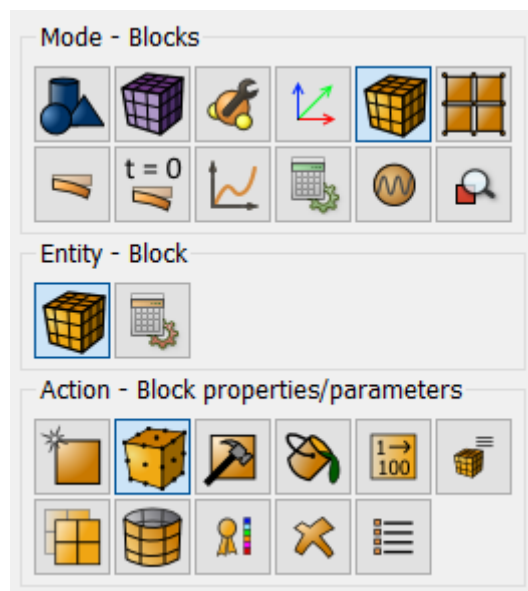 Mode - Blocks
t = 0
Entity - Block
Action - Block properties/parameters
1→
100